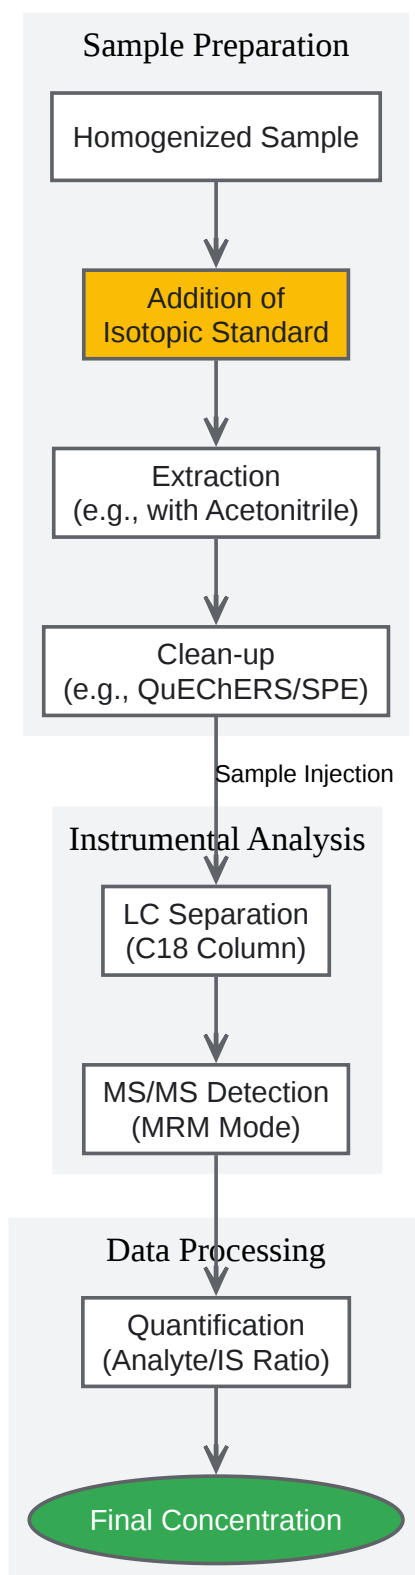 Sample Preparation
Homogenized Sample
Addition of
Isotopic Standard
Extraction
(e.g., with Acetonitrile)
Clean-up
(e.g., QuEChERS/SPE)
Sample Injection
Instrumental Analysis
LC Separation
(C18 Column)
MS/MS Detection
(MRM Mode)
Data Processing
Quantification
(Analyte/IS Ratio)
Final Concentration